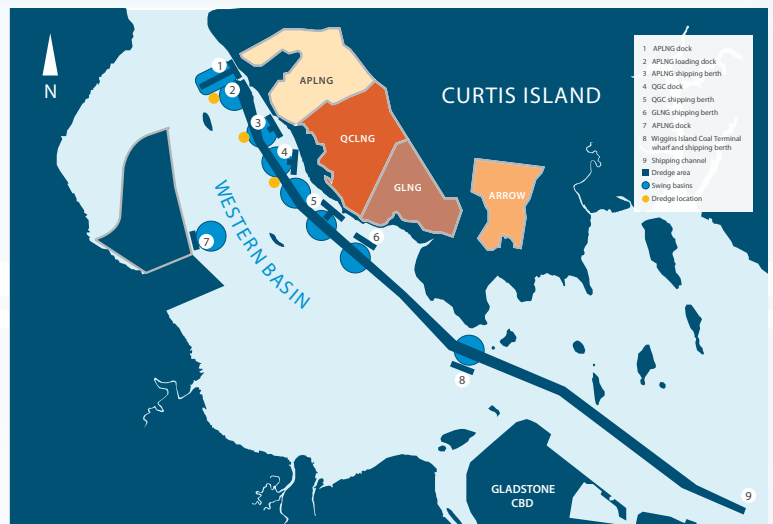 N
CURTIS ISLAND
APLNG
QCLNG
GLNG
ARROW
WESTERN BASIN
GLADSTONE
CBD
1
2
3
4
5
6
7
8
9
1 APLNG dock
2 APLNG loading dock
3 APLNG shipping berth
4 QGC dock
5 QGC shipping berth
6 GLNG shipping berth
7 APLNG dock
8 Wiggins Island Coal Terminal
wharf and shipping berth
9 Shipping channel
Dredge area
Swing basins
Dredge location